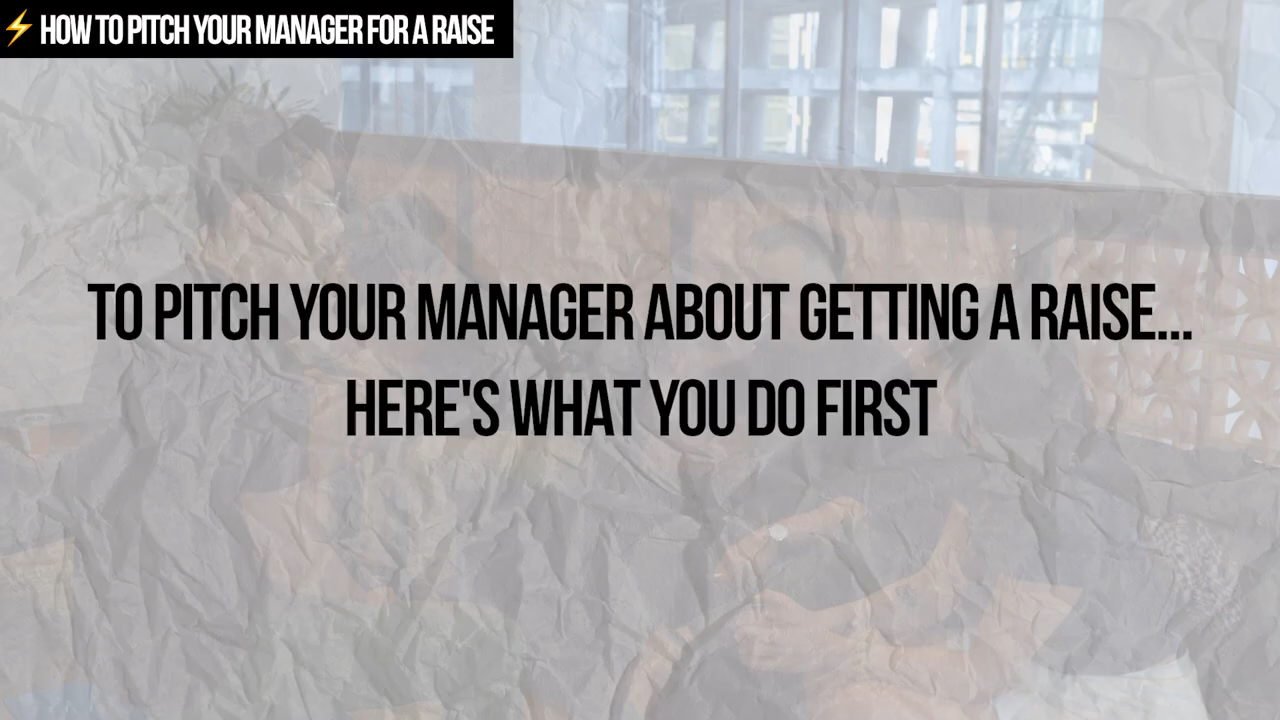 ⚡ HOW TO PITCH YOUR MANAGER FOR A RAISE
TO PITCH YOUR MANAGER ABOUT GETTING A RAISE...
HERE'S WHAT YOU DO FIRST